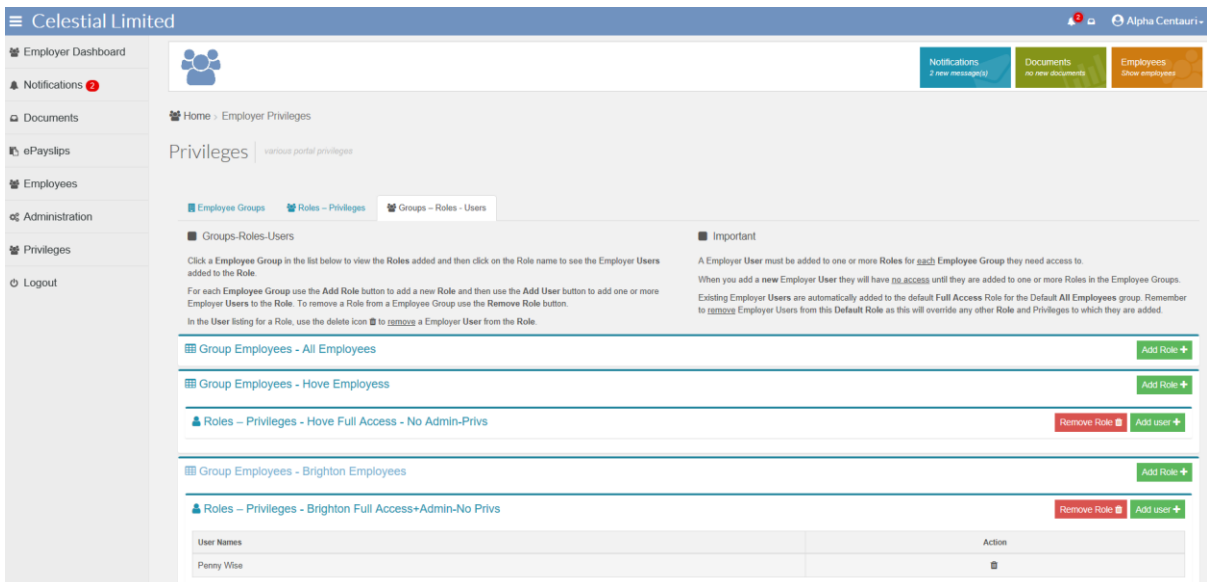 Celestial Limited
2
Alpha Centauri
Employer Dashboard
Notifications 2
Documents
ePayslips
Employees
Administration
Privileges
Logout
Notifications
2 new message(s)
Documents
no new documents
Employees
Show employees
Home > Employer Privileges
Privileges
various portal privileges
Employee Groups
Roles – Privileges
Groups – Roles - Users
Groups-Roles-Users
Click a Employee Group in the list below to view the Roles added and then click on the Role name to see the Employer Users
added to the Role.
For each Employee Group use the Add Role button to add a new Role and then use the Add User button to add one or more
Employer Users to the Role. To remove a Role from a Employee Group use the Remove Role button.
In the User listing for a Role, use the delete icon to remove a Employer User from the Role.
Important
A Employer User must be added to one or more Roles for each Employee Group they need access to.
When you add a new Employer User they will have no access until they are added to one or more Roles in the Employee Groups.
Existing Employer Users are automatically added to the default Full Access Role for the Default All Employees group. Remember
to remove Employer Users from this Default Role as this will override any other Role and Privileges to which they are added.
Group Employees - All Employees
Add Role +
Group Employees - Hove Employess
Add Role +
Roles – Privileges - Hove Full Access - No Admin-Privs
Remove Role
Add user +
Group Employees - Brighton Employees
Add Role +
Roles – Privileges - Brighton Full Access+Admin-No Privs
Remove Role
Add user +
User Names
Action
Penny Wise